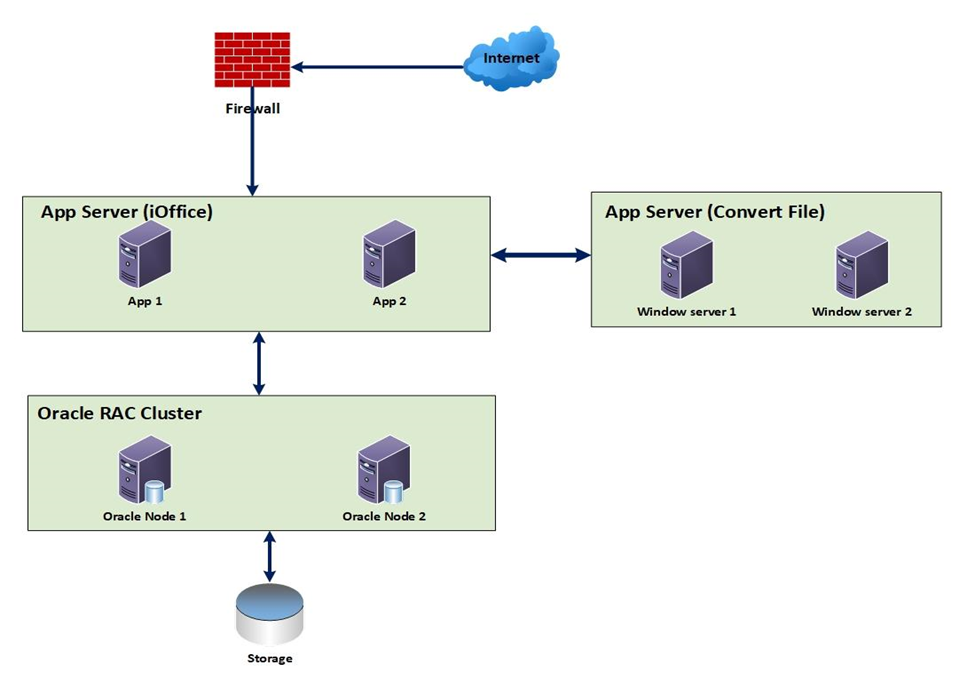 Internet
Firewall
App Server (iOffice)
App 1
App 2
App Server (Convert File)
Window server 1
Window server 2
Oracle RAC Cluster
Oracle Node 1
Oracle Node 2
Storage